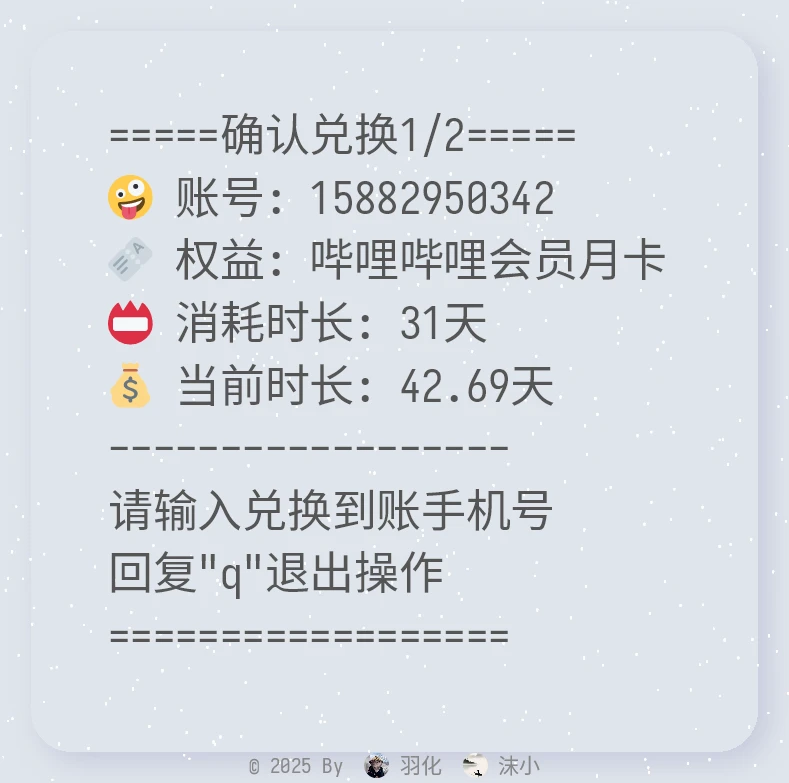 =====确认兑换1/2=====
🤪 账号: 15882950342
🎫 权益: 哔哩哔哩会员月卡
📛 消耗时长: 31天
💰 当前时长: 42.69天
------------------
请输入兑换到账手机号
回复"q"退出操作
==================
© 2025 By 羽化 沫小